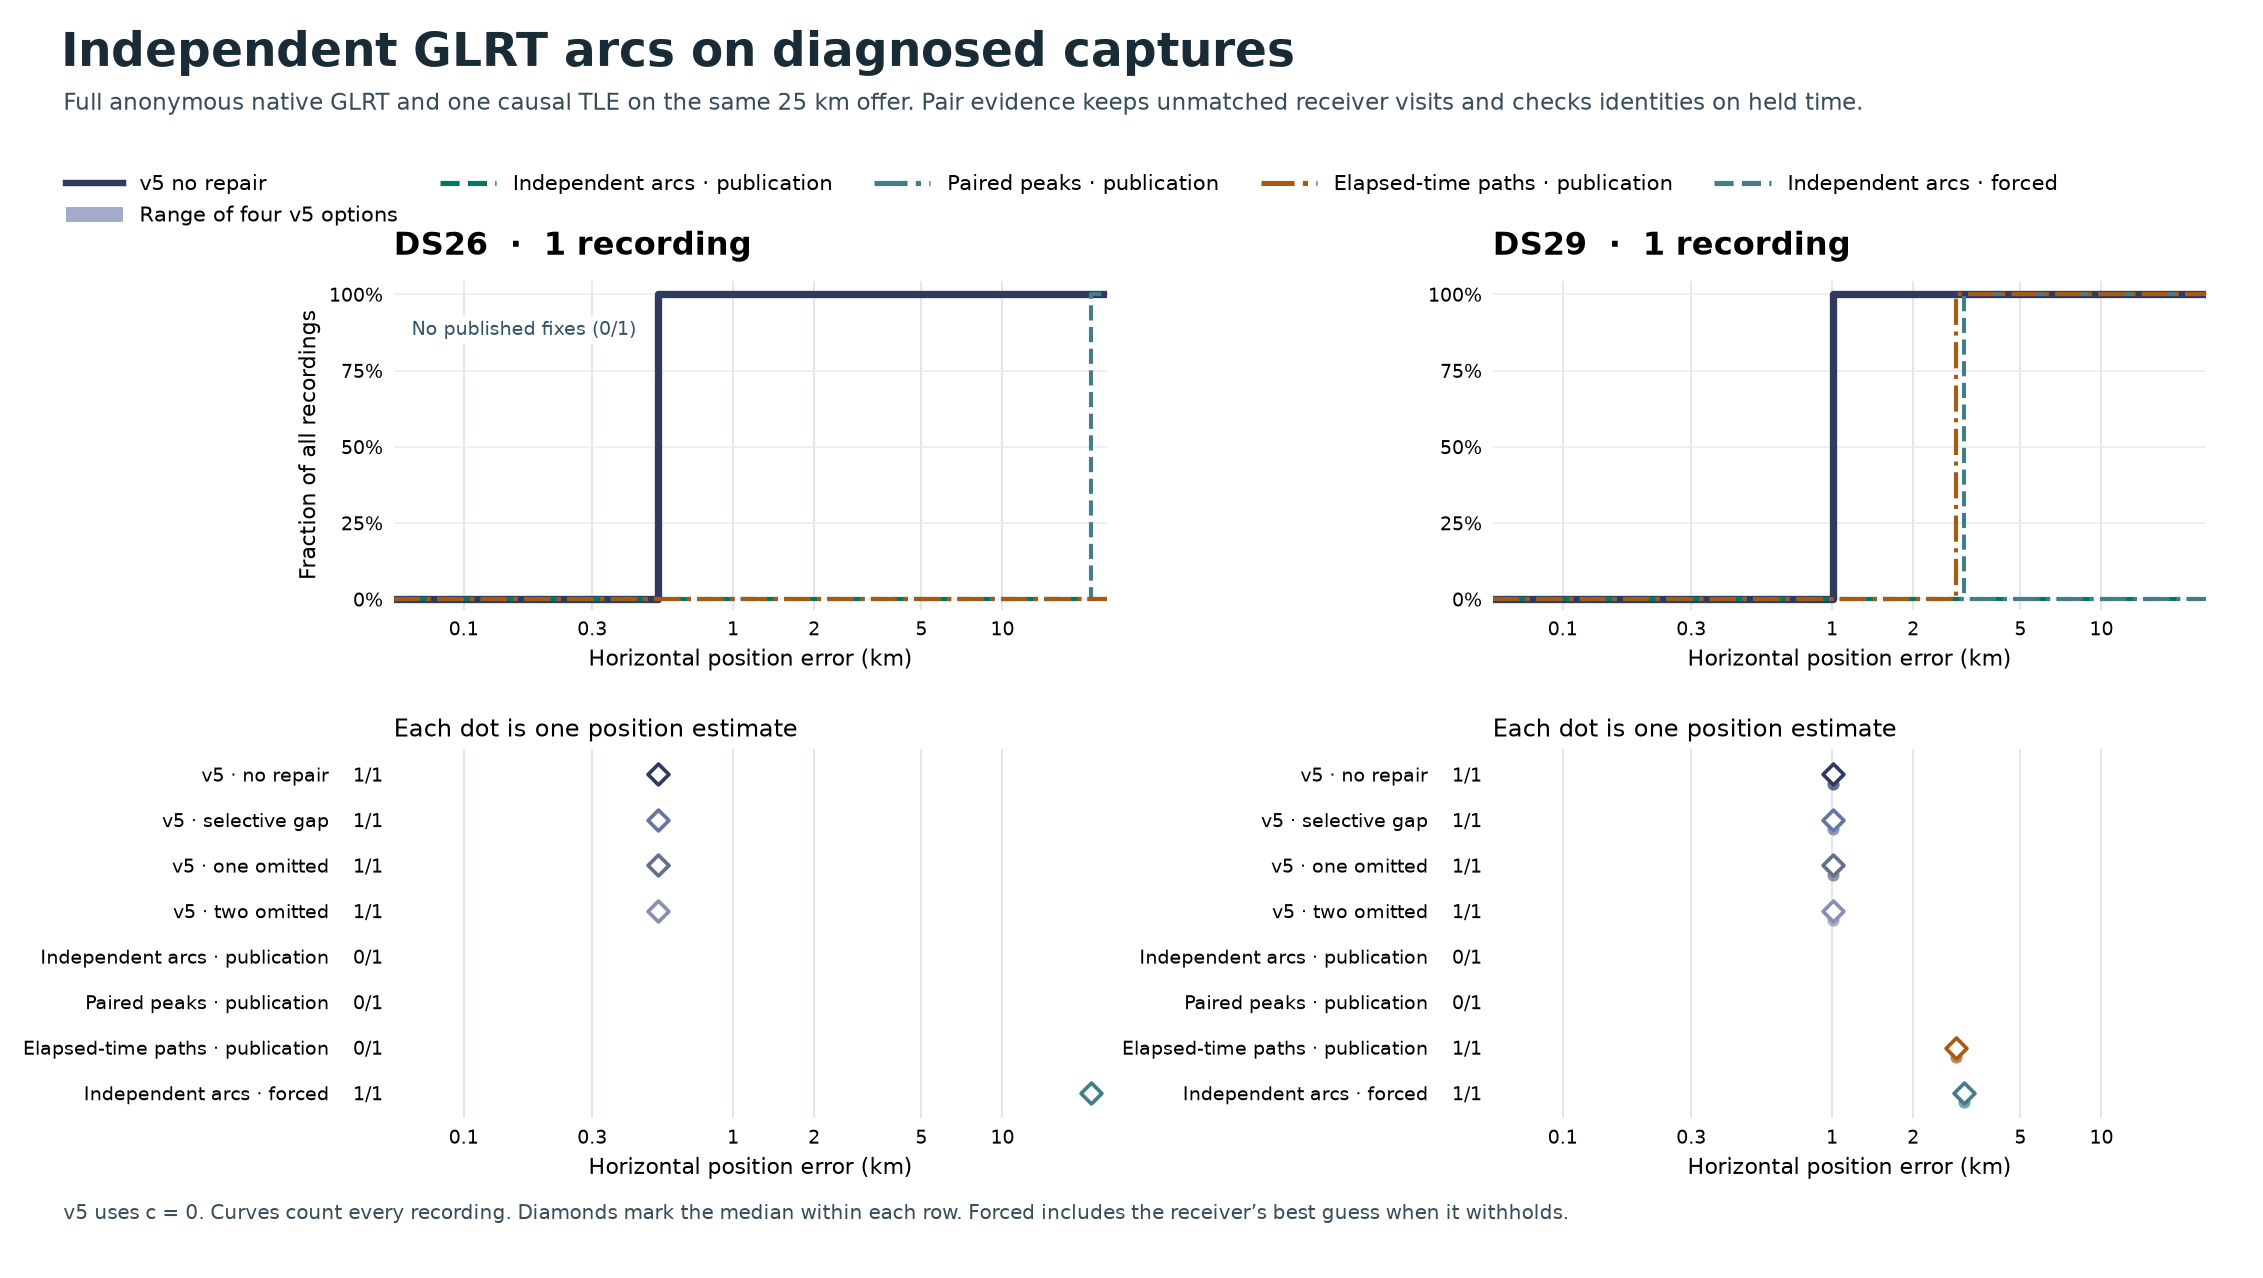 Independent GLRT arcs on diagnosed captures
Full anonymous native GLRT and one causal TLE on the same 25 km offer. Pair evidence keeps unmatched receiver visits and checks identities on held time.
v5 no repair
Independent arcs · publication
Paired peaks · publication
Elapsed-time paths · publication
Independent arcs · forced
Range of four v5 options
DS26 · 1 recording
Fraction of all recordings
100%
75%
50%
25%
0%
No published fixes (0/1)
0.1 0.3 1 2 5 10
Horizontal position error (km)
DS29 · 1 recording
100%
75%
50%
25%
0%
0.1 0.3 1 2 5 10
Horizontal position error (km)
Each dot is one position estimate
v5 · no repair 1/1
v5 · selective gap 1/1
v5 · one omitted 1/1
v5 · two omitted 1/1
Independent arcs · publication 0/1
Paired peaks · publication 0/1
Elapsed-time paths · publication 0/1
Independent arcs · forced 1/1
0.1 0.3 1 2 5 10
Horizontal position error (km)
Each dot is one position estimate
v5 · no repair 1/1
v5 · selective gap 1/1
v5 · one omitted 1/1
v5 · two omitted 1/1
Independent arcs · publication 0/1
Paired peaks · publication 0/1
Elapsed-time paths · publication 1/1
Independent arcs · forced 1/1
0.1 0.3 1 2 5 10
Horizontal position error (km)
v5 uses c = 0. Curves count every recording. Diamonds mark the median within each row. Forced includes the receiver’s best guess when it withholds.